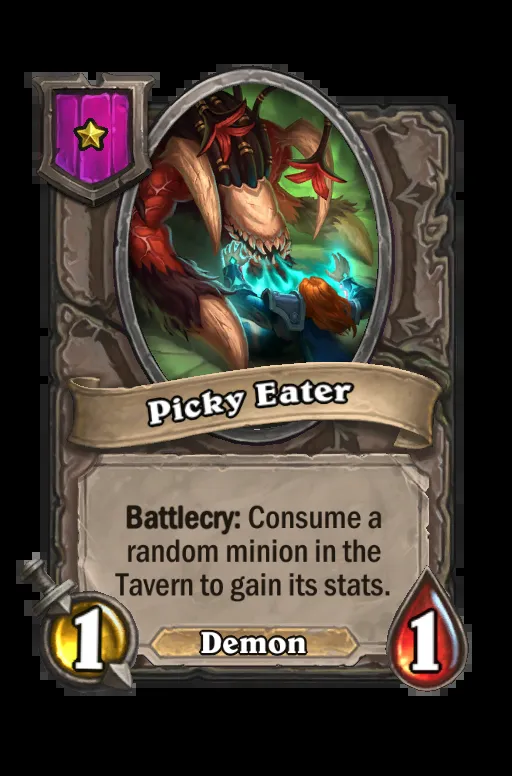 Picky Eater
Battlecry: Consume a
random minion in the
Tavern to gain its stats.
1
Demon
1